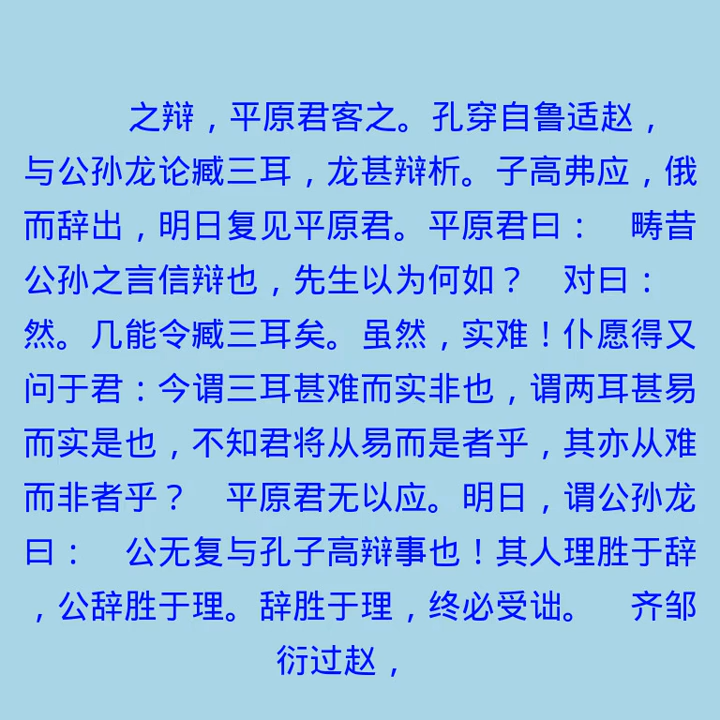 之辩，平原君客之。孔穿自鲁适赵，
与公孙龙论臧三耳，龙甚辩析。子高弗应，俄
而辞出，明日复见平原君。平原君曰：　畴昔
公孙之言信辩也，先生以为何如？　对曰：
然。几能令臧三耳矣。虽然，实难！仆愿得又
问于君：今谓三耳甚难而实非也，谓两耳甚易
而实是也，不知君将从易而是者乎，其亦从难
而非者乎？　平原君无以应。明日，谓公孙龙
曰：　公无复与孔子高辩事也！其人理胜于辞
，公辞胜于理。辞胜于理，终必受诎。　齐邹
衍过赵，